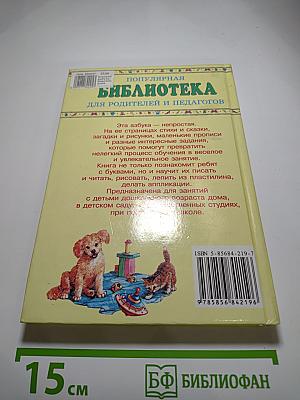 ПОПУЛЯРНАЯ
БИБЛИОТЕКА
ДЛЯ РОДИТЕЛЕЙ И ПЕДАГОГОВ
Эта азбука — непростая.
На ее страницах стихи и сказки,
загадки и рисунки, маленькие прописи
и разные интересные задания,
которые помогут превратить
нелегкий процесс обучения в веселое
и увлекательное занятие.
Книга не только познакомит ребят
с буквами, но и научит их писать
и читать, рисовать, лепить из пластилина,
делать аппликации.
Предназначена для занятий
с детьми возраста дома,
в детском студиях,
при
ISBN 5-85684-219-7
9785856842196
15 см
БФ БИБЛИОФАН